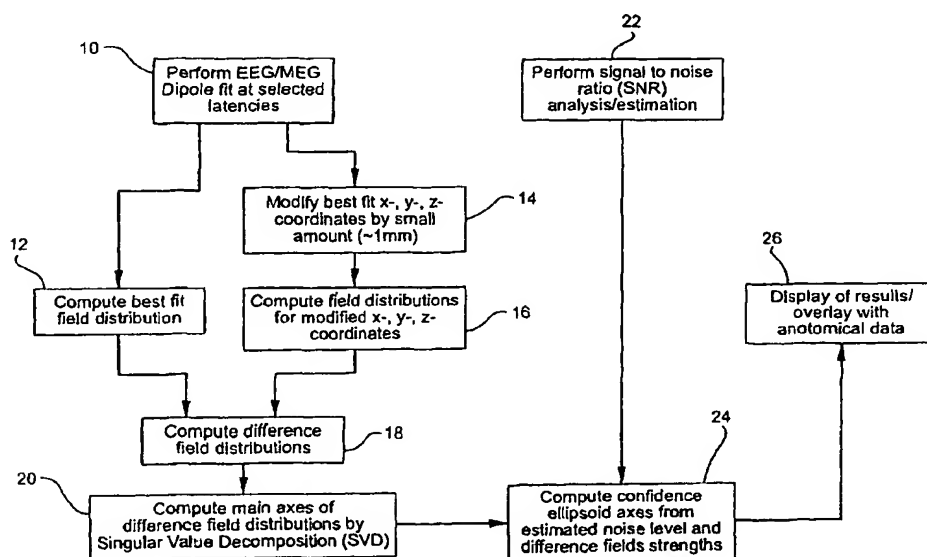 10
Perform EEG/MEG
Dipole fit at selected
latencies
22
Perform signal to noise
ratio (SNR)
analysis/estimation
14
Modify best fit x-, y-, z-
coordinates by small
amount (~1mm)
12
Compute best fit
field distribution
16
Compute field distributions
for modified x-, y-, z-
coordinates
26
Display of results/
overlay with
anotomical data
18
Compute difference
field distributions
20
Compute main axes of
difference field distributions by
Singular Value Decomposition (SVD)
24
Compute confidence
ellipsoid axes from
estimated noise level and
difference fields strengths